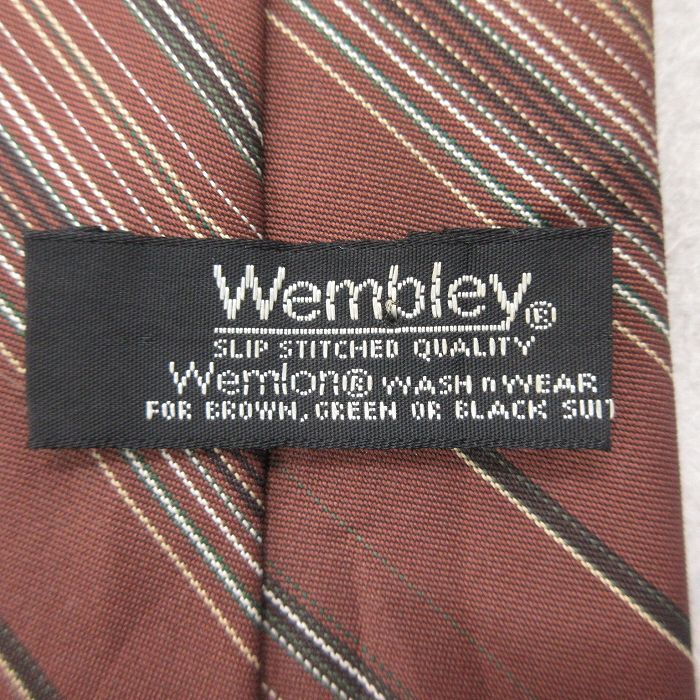 Wembley®
SLIP STITCHED QUALITY
Wemlon® WASH n WEAR
FOR BROWN, GREEN OR BLACK SUIT